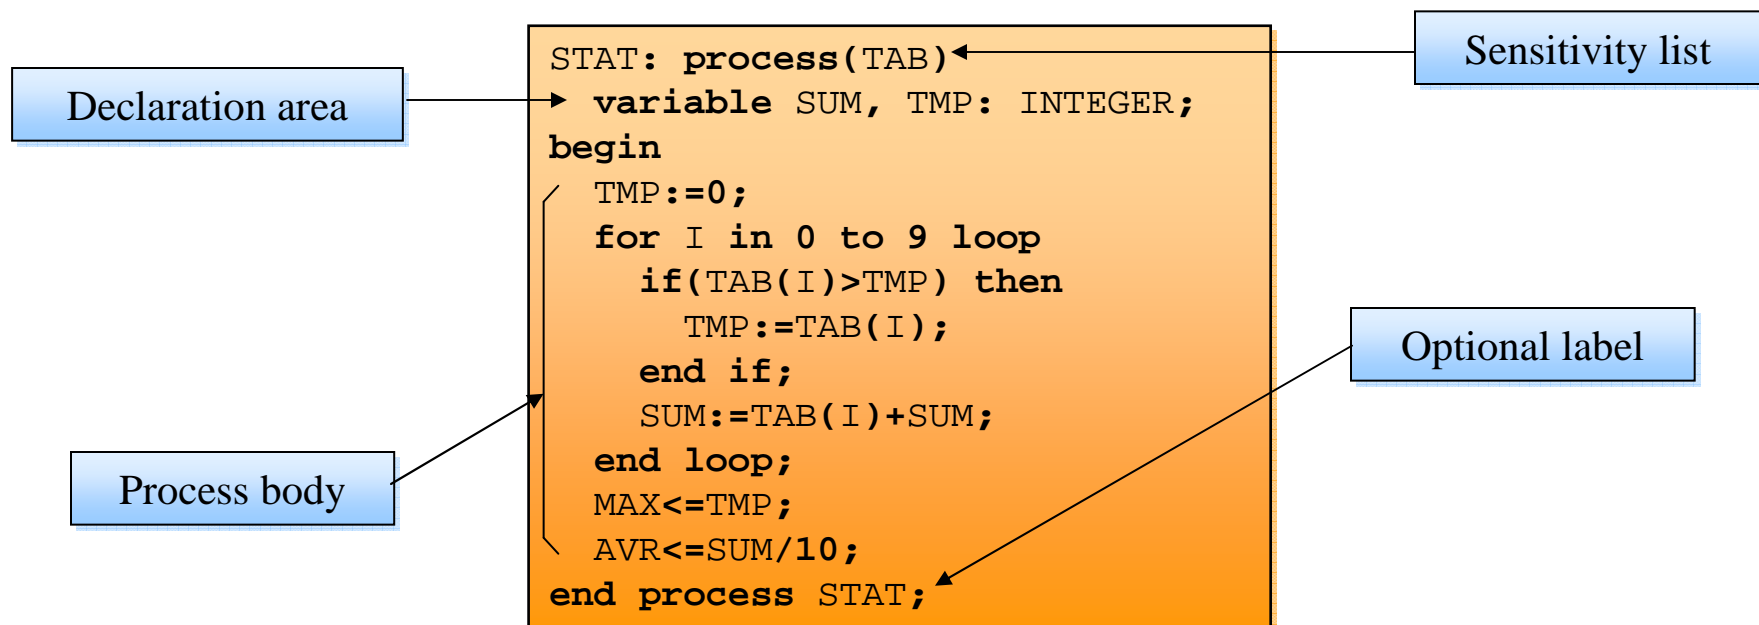 Sensitivity list
Declaration area
STAT: process(TAB)
variable SUM, TMP: INTEGER;
begin
TMP:=0;
for I in 0 to 9 loop
if(TAB(I)>TMP) then
TMP:=TAB(I);
end if;
SUM:=TAB(I)+SUM;
end loop;
MAX<=TMP;
AVR<=SUM/10;
end process STAT;
Optional label
Process body